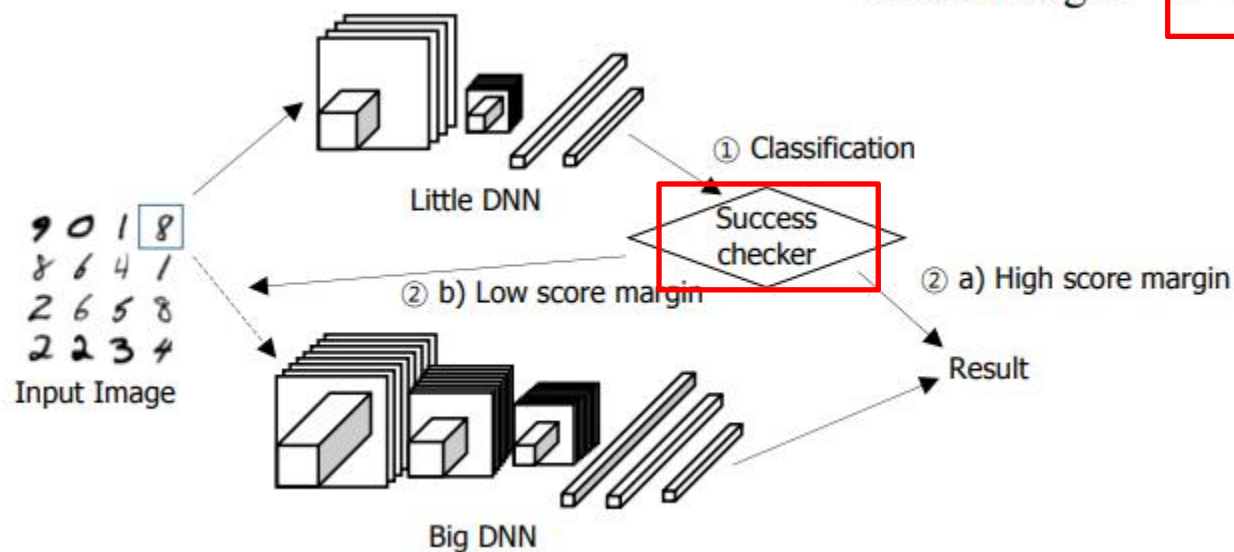 ① Classification
Little DNN
Success
checker
9 0 1 8
8 6 4 1
2 6 5 8
2 2 3 4
Input Image
② b) Low score margin
② a) High score margin
Result
Big DNN